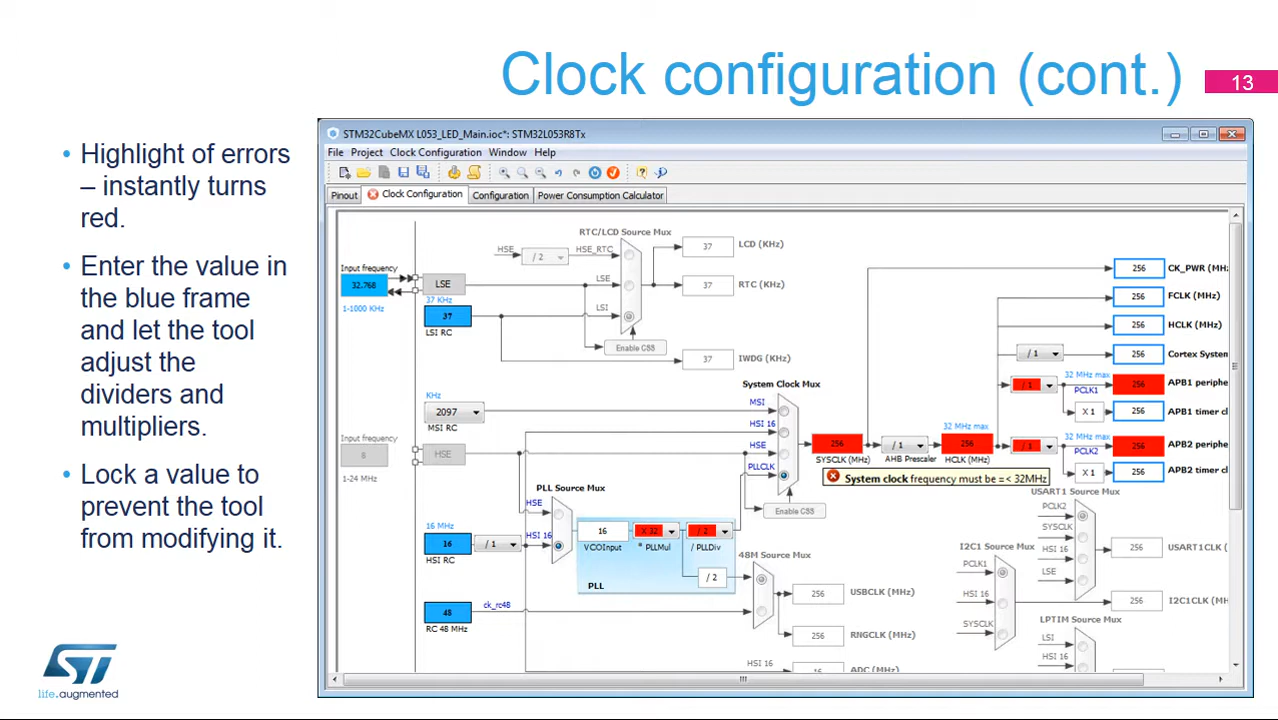 Clock configuration (cont.)
13
• Highlight of errors
– instantly turns
red.
• Enter the value in
the blue frame
and let the tool
adjust the
dividers and
multipliers.
• Lock a value to
prevent the tool
from modifying it.
STM32CubeMX L053_LED_Main.ioc*: STM32L053R8Tx
File Project Clock Configuration Window Help
Pinout Clock Configuration Configuration Power Consumption Calculator
RTC/LCD Source Mux
HSE / 2 HSE_RTC 37 LCD (KHz)
Input frequency
32.768 LSE LSE 37 RTC (KHz)
1-1000 KHz
37 KHz
37 LSI
LSI RC
Enable CSS
37 IWDG (KHz)
256 CK_PWR (MHz
256 FCLK (MHz)
256 HCLK (MHz)
/ 1 256 Cortex System
32 MHz max
/ 1 256 APB1 periphe
PCLK1
X 1 256 APB1 timer cl
System Clock Mux
KHz
2097 MSI
MSI RC
HSI 16
Input frequency
8 HSE HSE
1-24 MHz
PLLCLK
256 / 1 256
SYSCLK (MHz) AHB Prescaler HCLK (MHz)
32 MHz max
32 MHz max
/ 1 256 APB2 periphe
PCLK2
X 1 256 APB2 timer cl
System clock frequency must be =< 32MHz
Enable CSS
PLL Source Mux
HSE
16 MHz
16 / 1 HSI 16 16 X 32 / 2
HSI RC
VCOInput * PLLMul / PLLDiv
/ 2
PLL
48M Source Mux
48 ck_rc48
RC 48 MHz
256 USBCLK (MHz)
256 RNGCLK (MHz)
HSI 16 16 ADC (MHz)
USART1 Source Mux
PCLK2
SYSCLK
HSI 16
LSE
256 USART1CLK (
I2C1 Source Mux
PCLK1
HSI 16
SYSCLK
256 I2C1CLK (MH
LPTIM Source Mux
LSI
HSI 16
ST
life.augmented